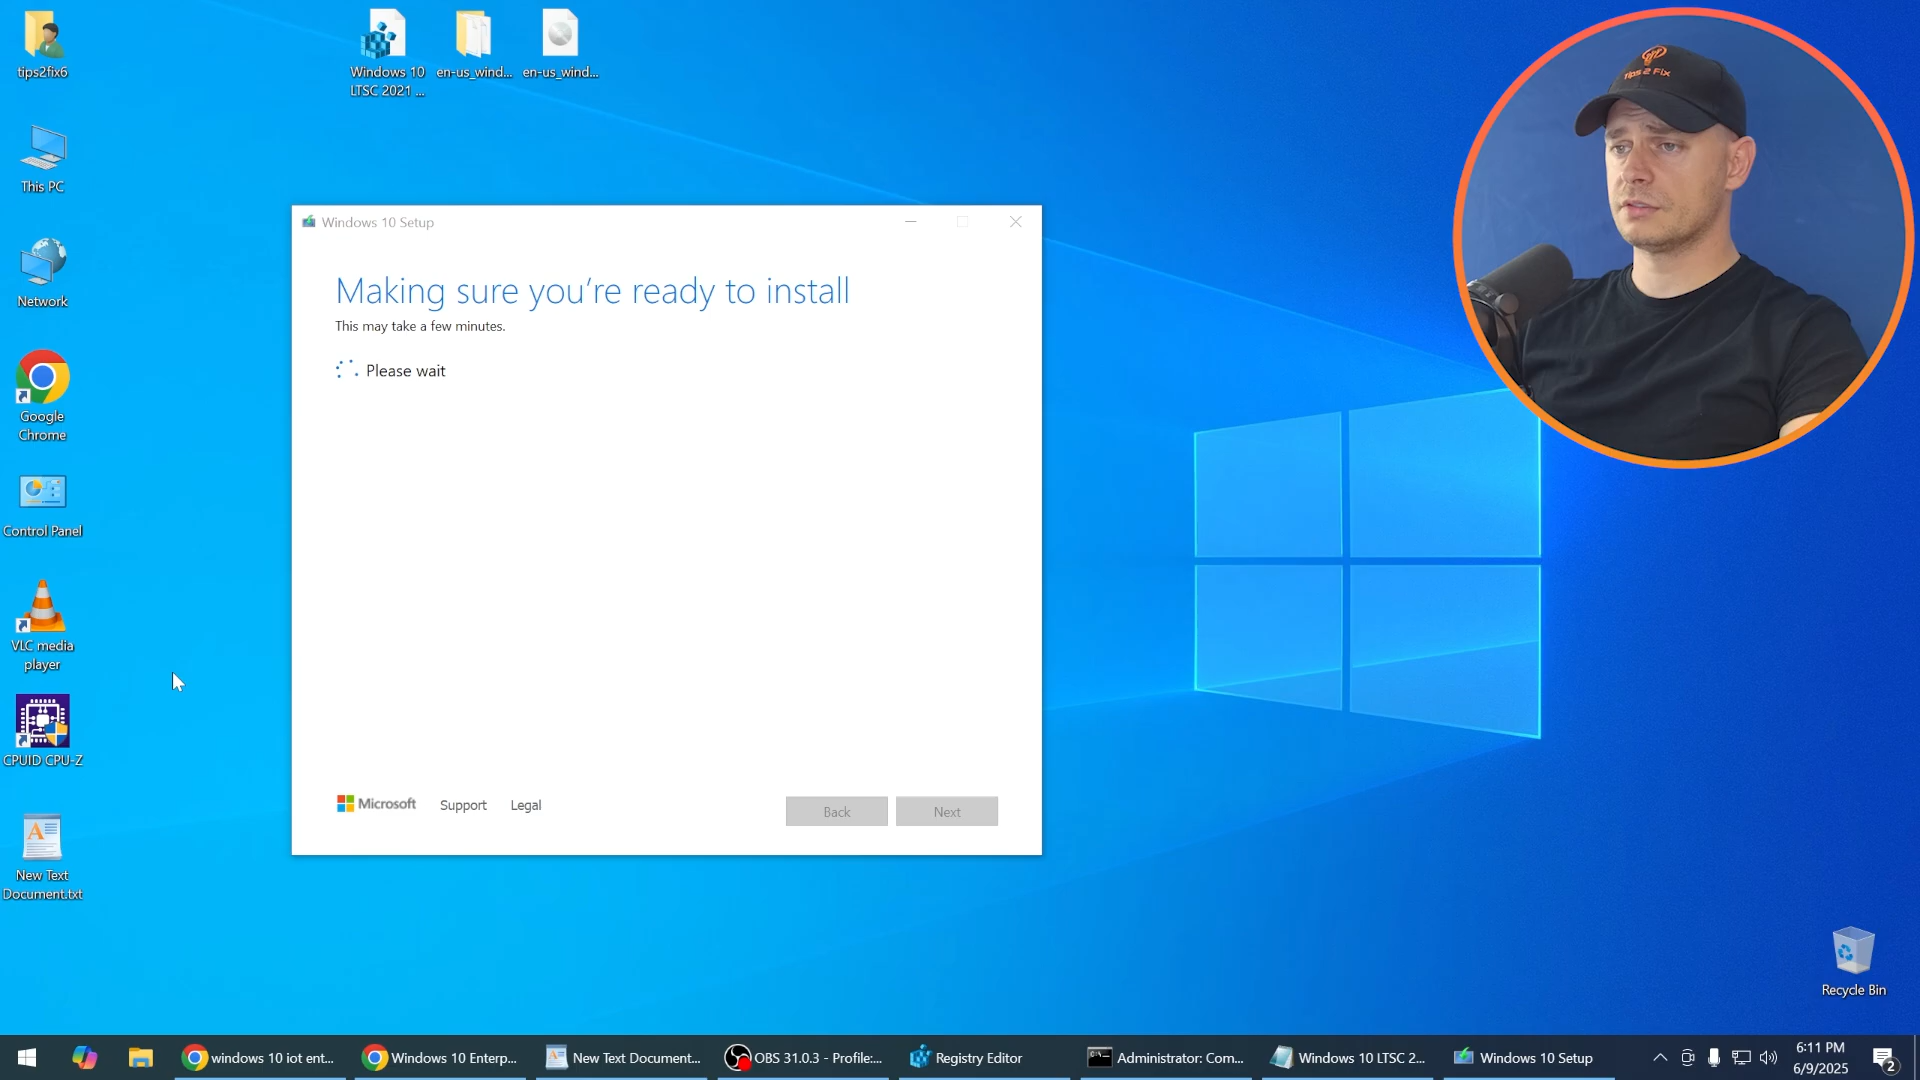 tips2fix6
Windows 10
LTSC 2021 ...
en-us_wind...
en-us_wind...
TIPS 2 FIX
This PC
Network
Google
Chrome
Control Panel
VLC media
player
CPUID CPU-Z
New Text
Document.txt
Windows 10 Setup
Making sure you're ready to install
This may take a few minutes.
Please wait
Microsoft
Support
Legal
Back
Next
Recycle Bin
windows 10 iot ent...
Windows 10 Enterp...
New Text Document...
OBS 31.0.3 - Profile:...
Registry Editor
Administrator: Com...
Windows 10 LTSC 2...
Windows 10 Setup
6:11 PM
6/9/2025
2